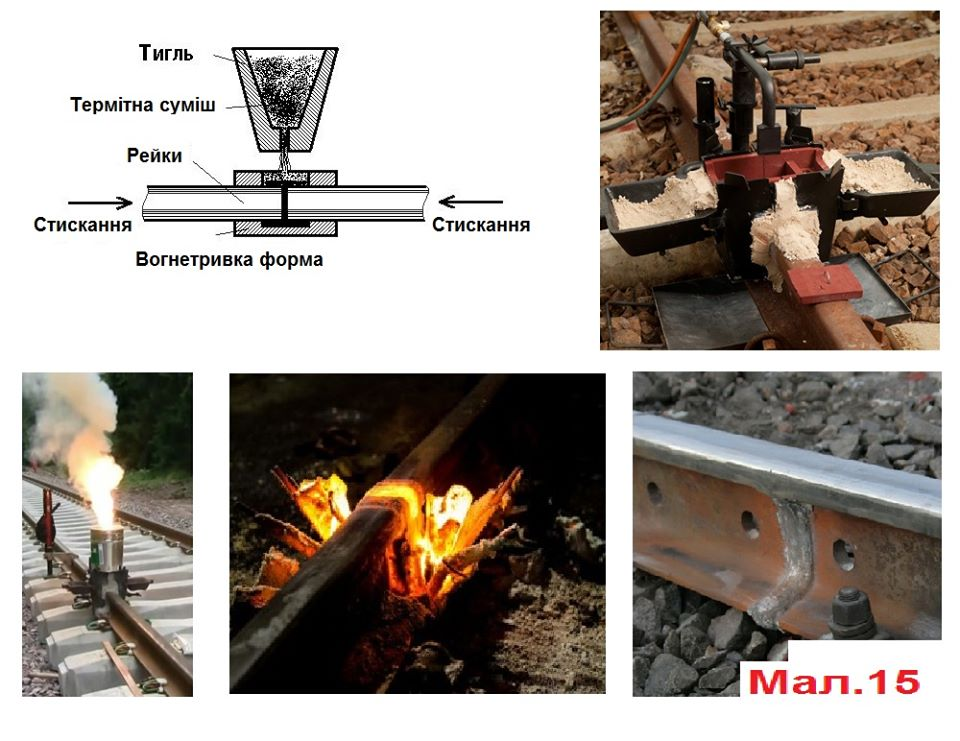 Тигль
Термітна суміш
Рейки
Стискання
Стискання
Вогнетривка форма
Мал.15